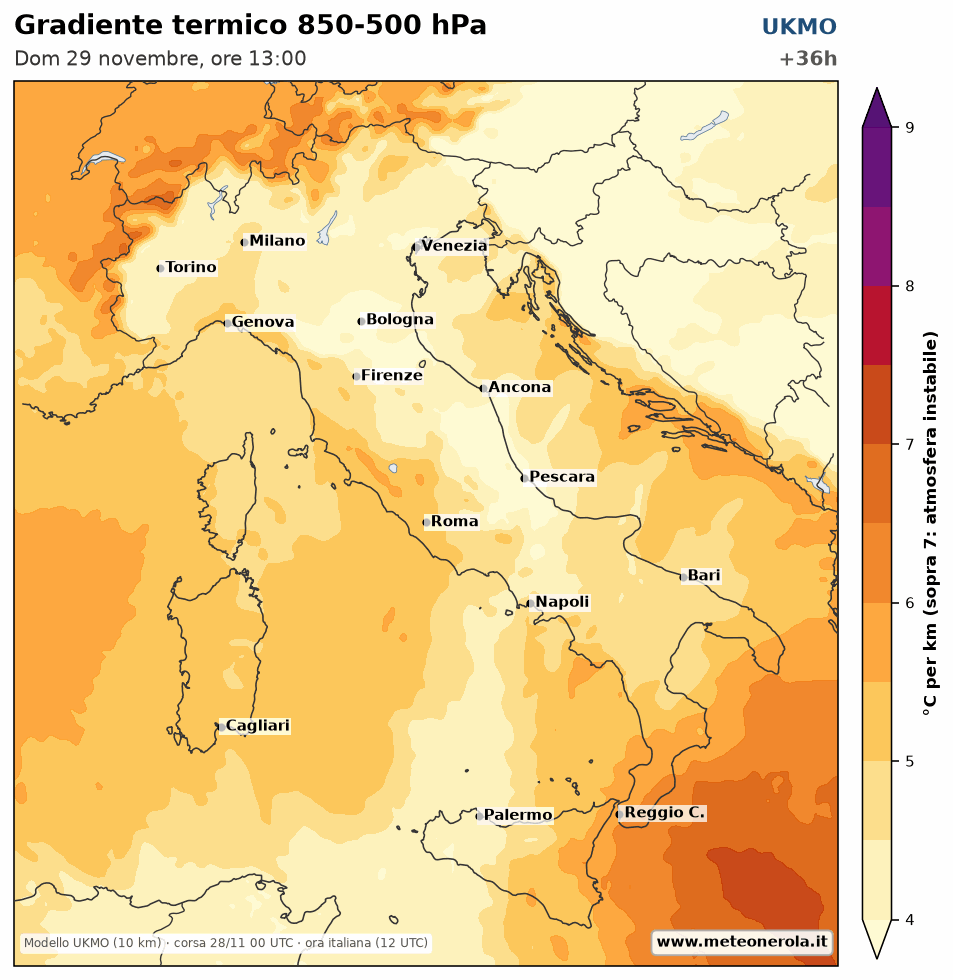 Gradiente termico 850-500 hPa
UKMO
Dom 29 novembre, ore 13:00
+36h
Milano
Venezia
Torino
Genova
Bologna
Firenze
Ancona
Pescara
Roma
Bari
Napoli
Cagliari
Palermo
Reggio C.
9
8
7
6
5
4
°C per km (sopra 7: atmosfera instabile)
Modello UKMO (10 km) · corsa 28/11 00 UTC · ora italiana (12 UTC)
www.meteonerola.it